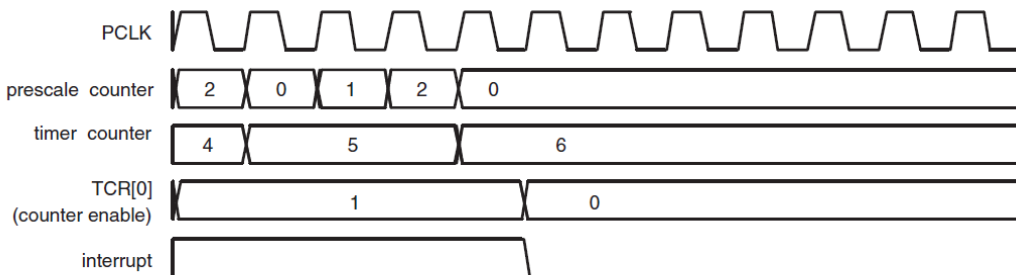 PCLK
prescale counter 2 0 1 2 0
timer counter 4 5 6
TCR[0]
(counter enable) 1 0
interrupt